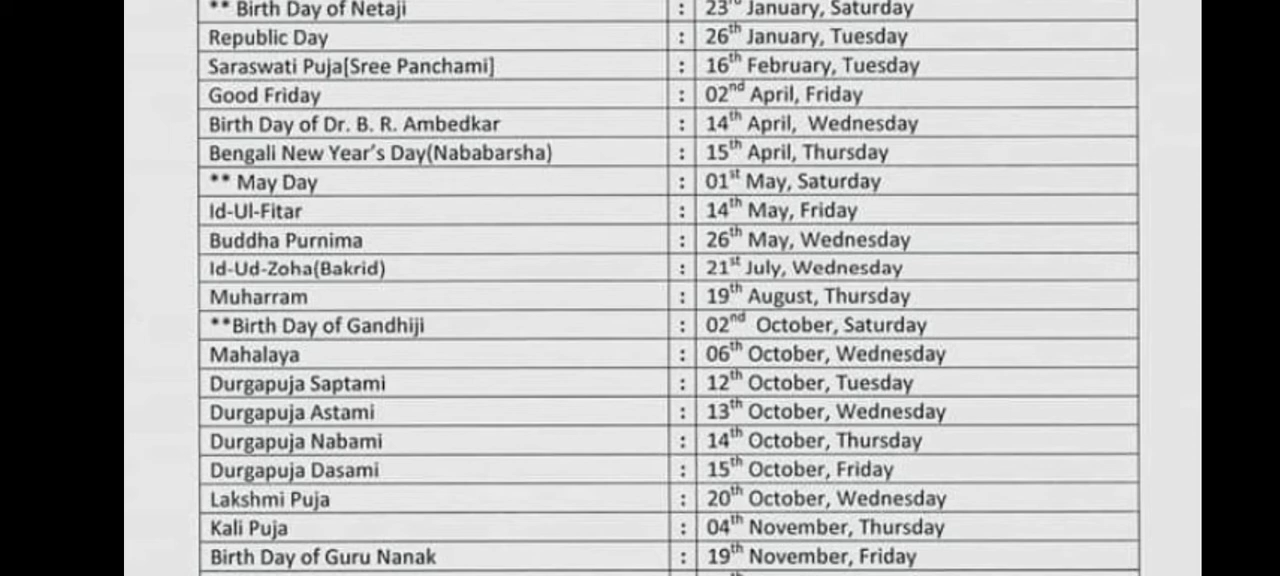 ** Birth Day of Netaji : 23rd January, Saturday
Republic Day : 26th January, Tuesday
Saraswati Puja[Sree Panchami] : 16th February, Tuesday
Good Friday : 02nd April, Friday
Birth Day of Dr. B. R. Ambedkar : 14th April, Wednesday
Bengali New Year's Day(Nababarsha) : 15th April, Thursday
** May Day : 01st May, Saturday
Id-Ul-Fitar : 14th May, Friday
Buddha Purnima : 26th May, Wednesday
Id-Ud-Zoha(Bakrid) : 21st July, Wednesday
Muharram : 19th August, Thursday
**Birth Day of Gandhiji : 02nd October, Saturday
Mahalaya : 06th October, Wednesday
Durgapuja Saptami : 12th October, Tuesday
Durgapuja Astami : 13th October, Wednesday
Durgapuja Nabami : 14th October, Thursday
Durgapuja Dasami : 15th October, Friday
Lakshmi Puja : 20th October, Wednesday
Kali Puja : 04th November, Thursday
Birth Day of Guru Nanak : 19th November, Friday